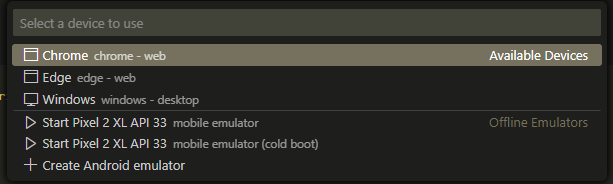 Select a device to use
Chrome chrome - web Available Devices
Edge edge - web
Windows windows - desktop
Start Pixel 2 XL API 33 mobile emulator Offline Emulators
Start Pixel 2 XL API 33 mobile emulator (cold boot)
Create Android emulator